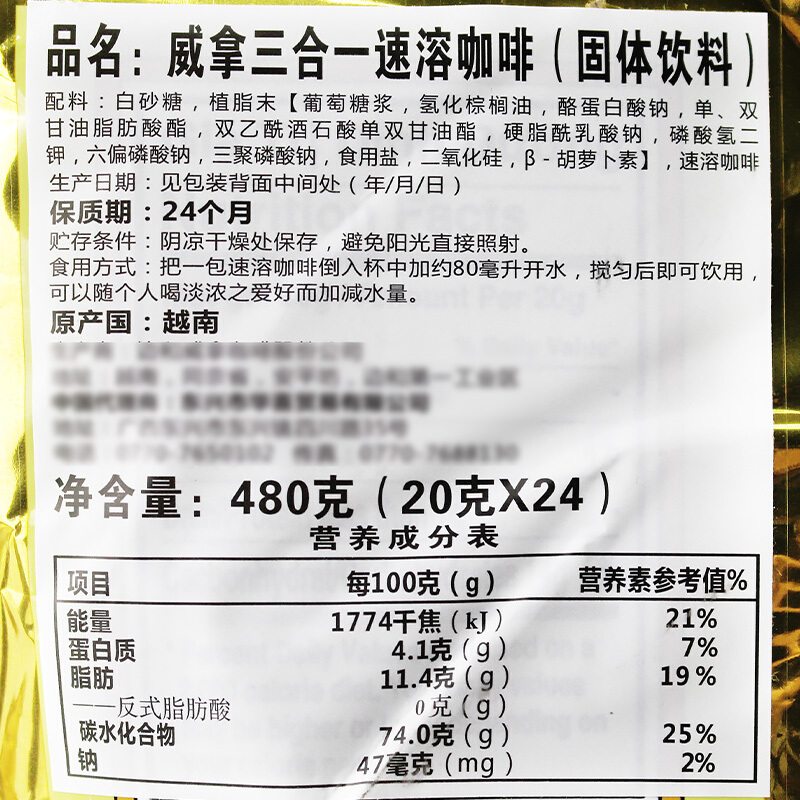 品名：威拿三合一速溶咖啡（固体饮料）
配料：白砂糖，植脂末【葡萄糖浆，氢化棕榈油，酪蛋白酸钠，单、双
甘油脂肪酸酯，双乙酰酒石酸单双甘油酯，硬脂酰乳酸钠，磷酸氢二
钾，六偏磷酸钠，三聚磷酸钠，食用盐，二氧化硅，β-胡萝卜素】，速溶咖啡
生产日期：见包装背面中间处（年/月/日）
保质期：24个月
贮存条件：阴凉干燥处保存，避免阳光直接照射。
食用方式：把一包速溶咖啡倒入杯中加约80毫升开水，搅匀后即可饮用，
可以随个人喝淡浓之爱好而加减水量。
原产国：越南
净含量：480克（20克X24）
营养成分表
项目 每100克(g) 营养素参考值%
能量 1774千焦(kJ) 21%
蛋白质 4.1克(g) 7%
脂肪 11.4克(g) 19%
——反式脂肪酸 0克(g)
碳水化合物 74.0克(g) 25%
钠 47毫克(mg) 2%